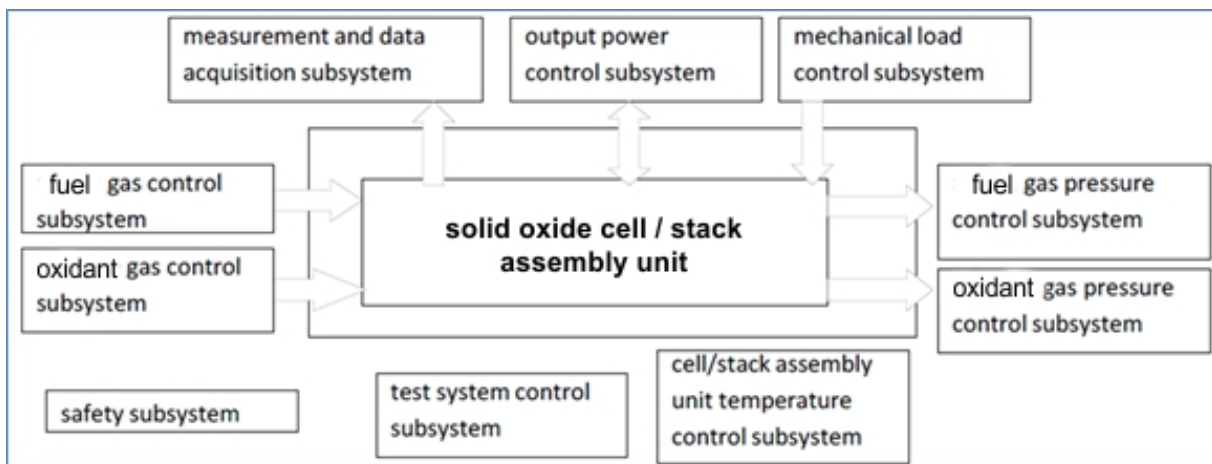 measurement and data
acquisition subsystem
output power
control subsystem
mechanical load
control subsystem
fuel gas control
subsystem
oxidant gas control
subsystem
solid oxide cell / stack
assembly unit
fuel gas pressure
control subsystem
oxidant gas pressure
control subsystem
safety subsystem
test system control
subsystem
cell/stack assembly
unit temperature
control subsystem